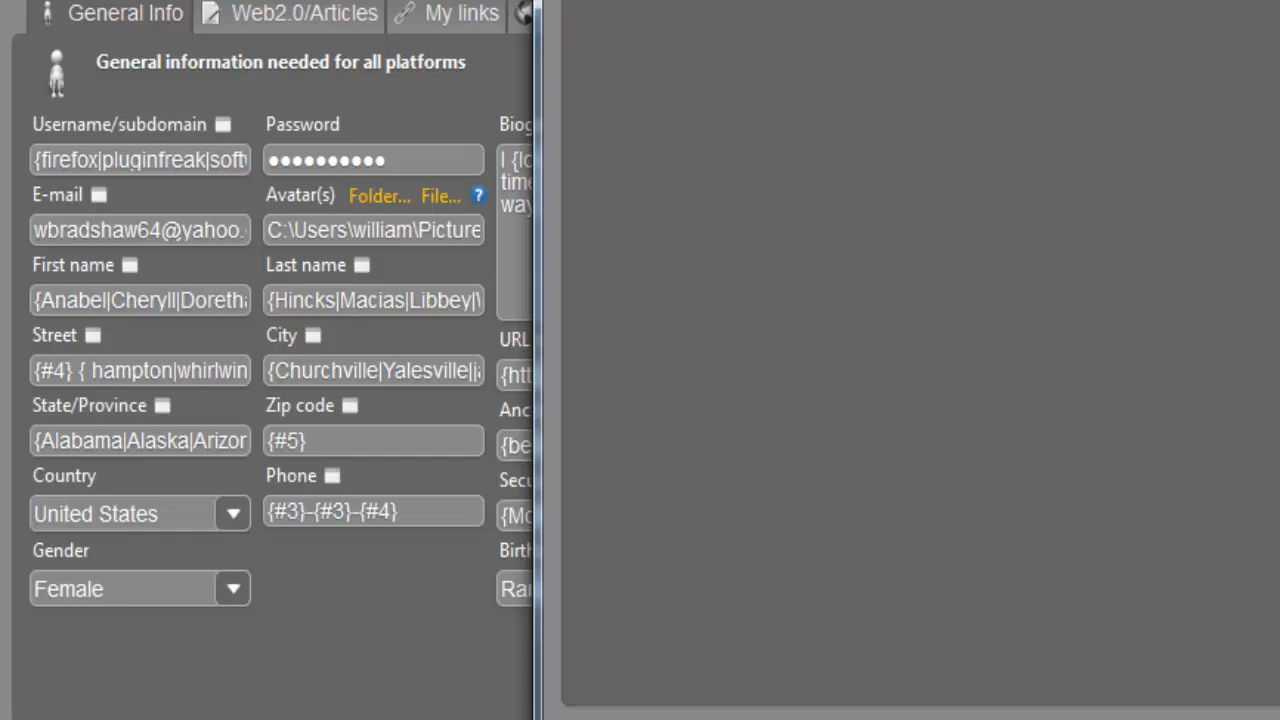 General Info Web2.0/Articles My links
General information needed for all platforms
Username/subdomain Password
{firefox|pluginfreak| ••••••••••
E-mail Avatar(s) Folder... File... ?
wbradshaw64@yahoo. C:\Users\william\Picture
I {
First name Last name
{Anabel|Cheryll| {Hincks|Macias|Libbey|
Street City URL
{#4} { hampton|whirlwin {Churchville|Yalesville|
State/Province Zip code
{Alabama|Alaska|Arizor {#5}
Country Phone
United States {#3}-{#3}-{#4}
Gender
Female